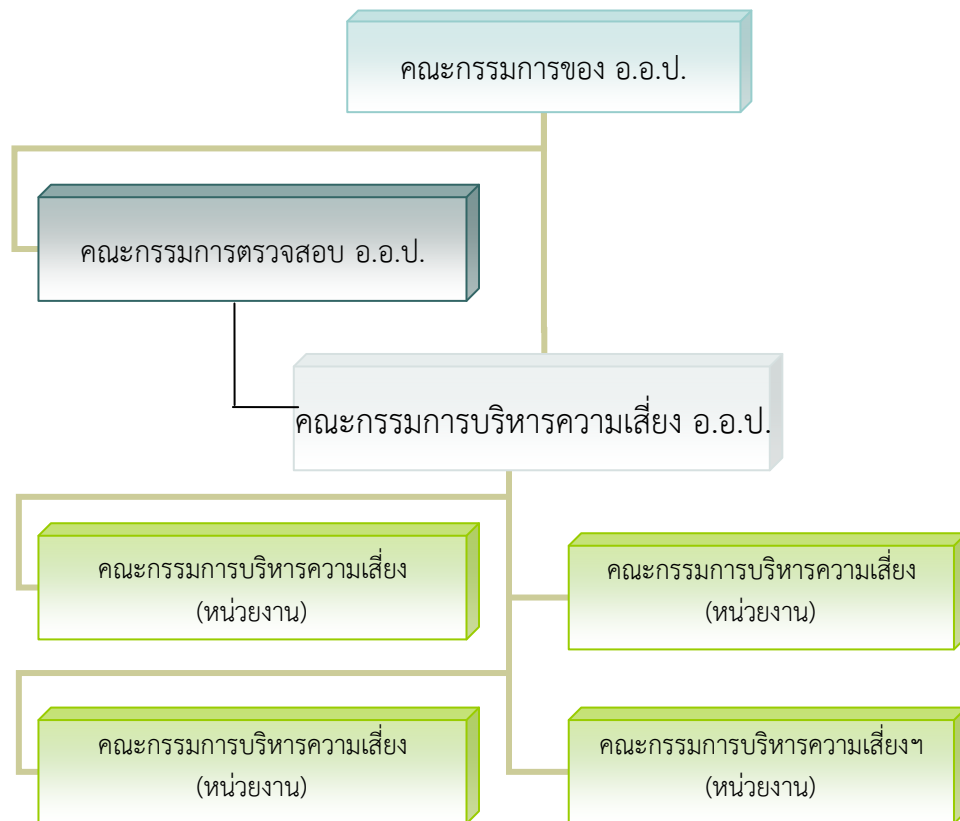 คณะกรรมการของ อ.อ.ป.
คณะกรรมการตรวจสอบ อ.อ.ป.
คณะกรรมการบริหารความเสี่ยง อ.อ.ป.
คณะกรรมการบริหารความเสี่ยง
(หน่วยงาน)
คณะกรรมการบริหารความเสี่ยง
(หน่วยงาน)
คณะกรรมการบริหารความเสี่ยง
(หน่วยงาน)
คณะกรรมการบริหารความเสี่ยงฯ
(หน่วยงาน)